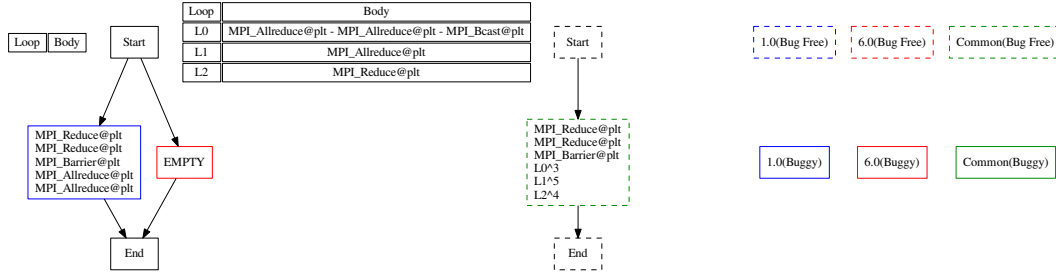 Loop Body
Start
Loop Body
L0 MPI_Allreduce@plt - MPI_Allreduce@plt - MPI_Bcast@plt
L1 MPI_Allreduce@plt
L2 MPI_Reduce@plt
Start
1.0(Bug Free)
6.0(Bug Free)
Common(Bug Free)
MPI_Reduce@plt
MPI_Reduce@plt
MPI_Barrier@plt
MPI_Allreduce@plt
MPI_Allreduce@plt
EMPTY
MPI_Reduce@plt
MPI_Reduce@plt
MPI_Barrier@plt
L0^3
L1^5
L2^4
1.0(Buggy)
6.0(Buggy)
Common(Buggy)
End
End